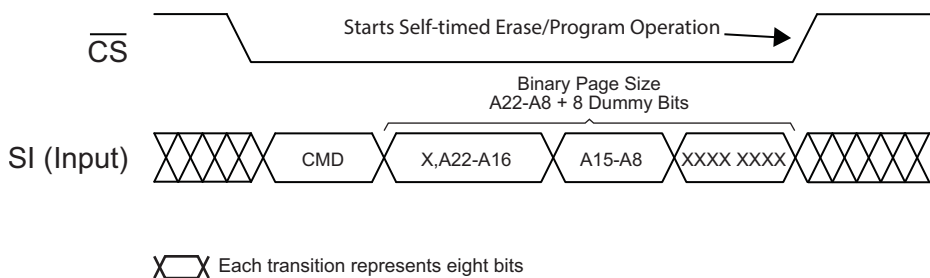 Starts Self-timed Erase/Program Operation
CS
Binary Page Size
A22-A8 + 8 Dummy Bits
SI (Input)
CMD
X,A22-A16
A15-A8
XXXX XXXX
Each transition represents eight bits